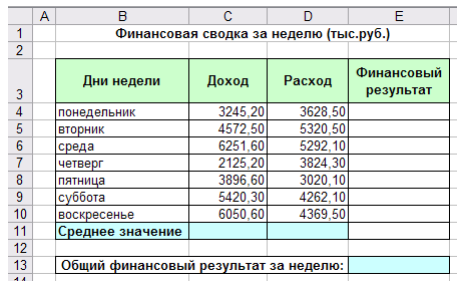 A B C D E
1 Финансовая сводка за неделю (тыс.руб.)
2
3 Дни недели Доход Расход Финансовый результат
4 понедельник 3245,20 3628,50
5 вторник 4572,50 5320,50
6 среда 6251,60 5292,10
7 четверг 2125,20 3824,30
8 пятница 3896,60 3020,10
9 суббота 5420,30 4262,10
10 воскресенье 6050,60 4369,50
11 Среднее значение
12
13 Общий финансовый результат за неделю:
14